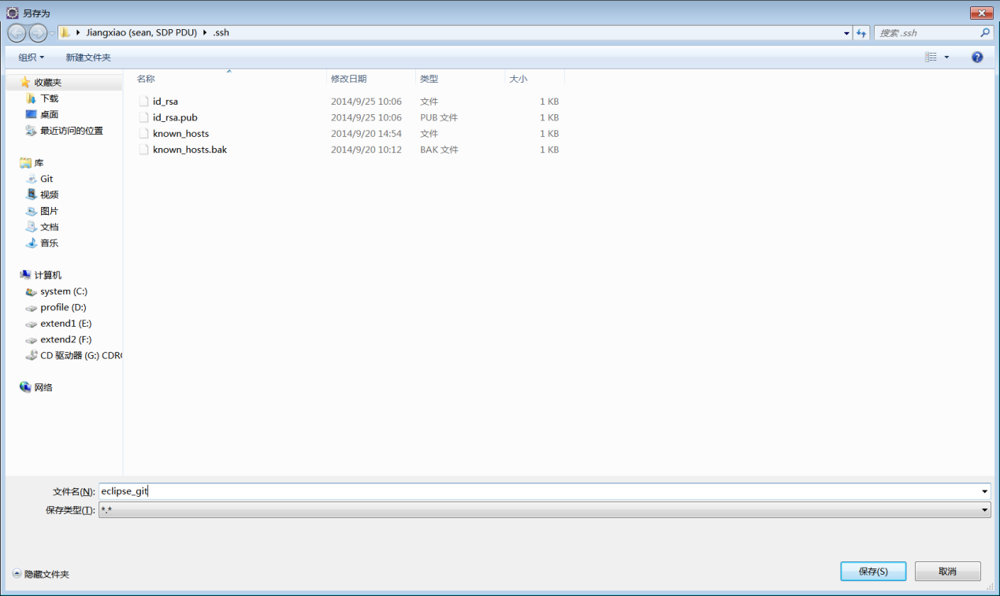 另存为
Jiangxiao (sean, SDP PDU) .ssh
搜索 .ssh
组织 新建文件夹
名称 修改日期 类型 大小
id_rsa 2014/9/25 10:06 文件 1 KB
id_rsa.pub 2014/9/25 10:06 PUB 文件 1 KB
known_hosts 2014/9/20 14:54 文件 1 KB
known_hosts.bak 2014/9/20 10:12 BAK 文件 1 KB
收藏夹
下载
桌面
最近访问的位置
库
Git
视频
图片
文档
音乐
计算机
system (C:)
profile (D:)
extend1 (E:)
extend2 (F:)
CD 驱动器 (G:) CDR
网络
文件名(N): eclipse_git
保存类型(T): *.*
隐藏文件夹
保存(S) 取消